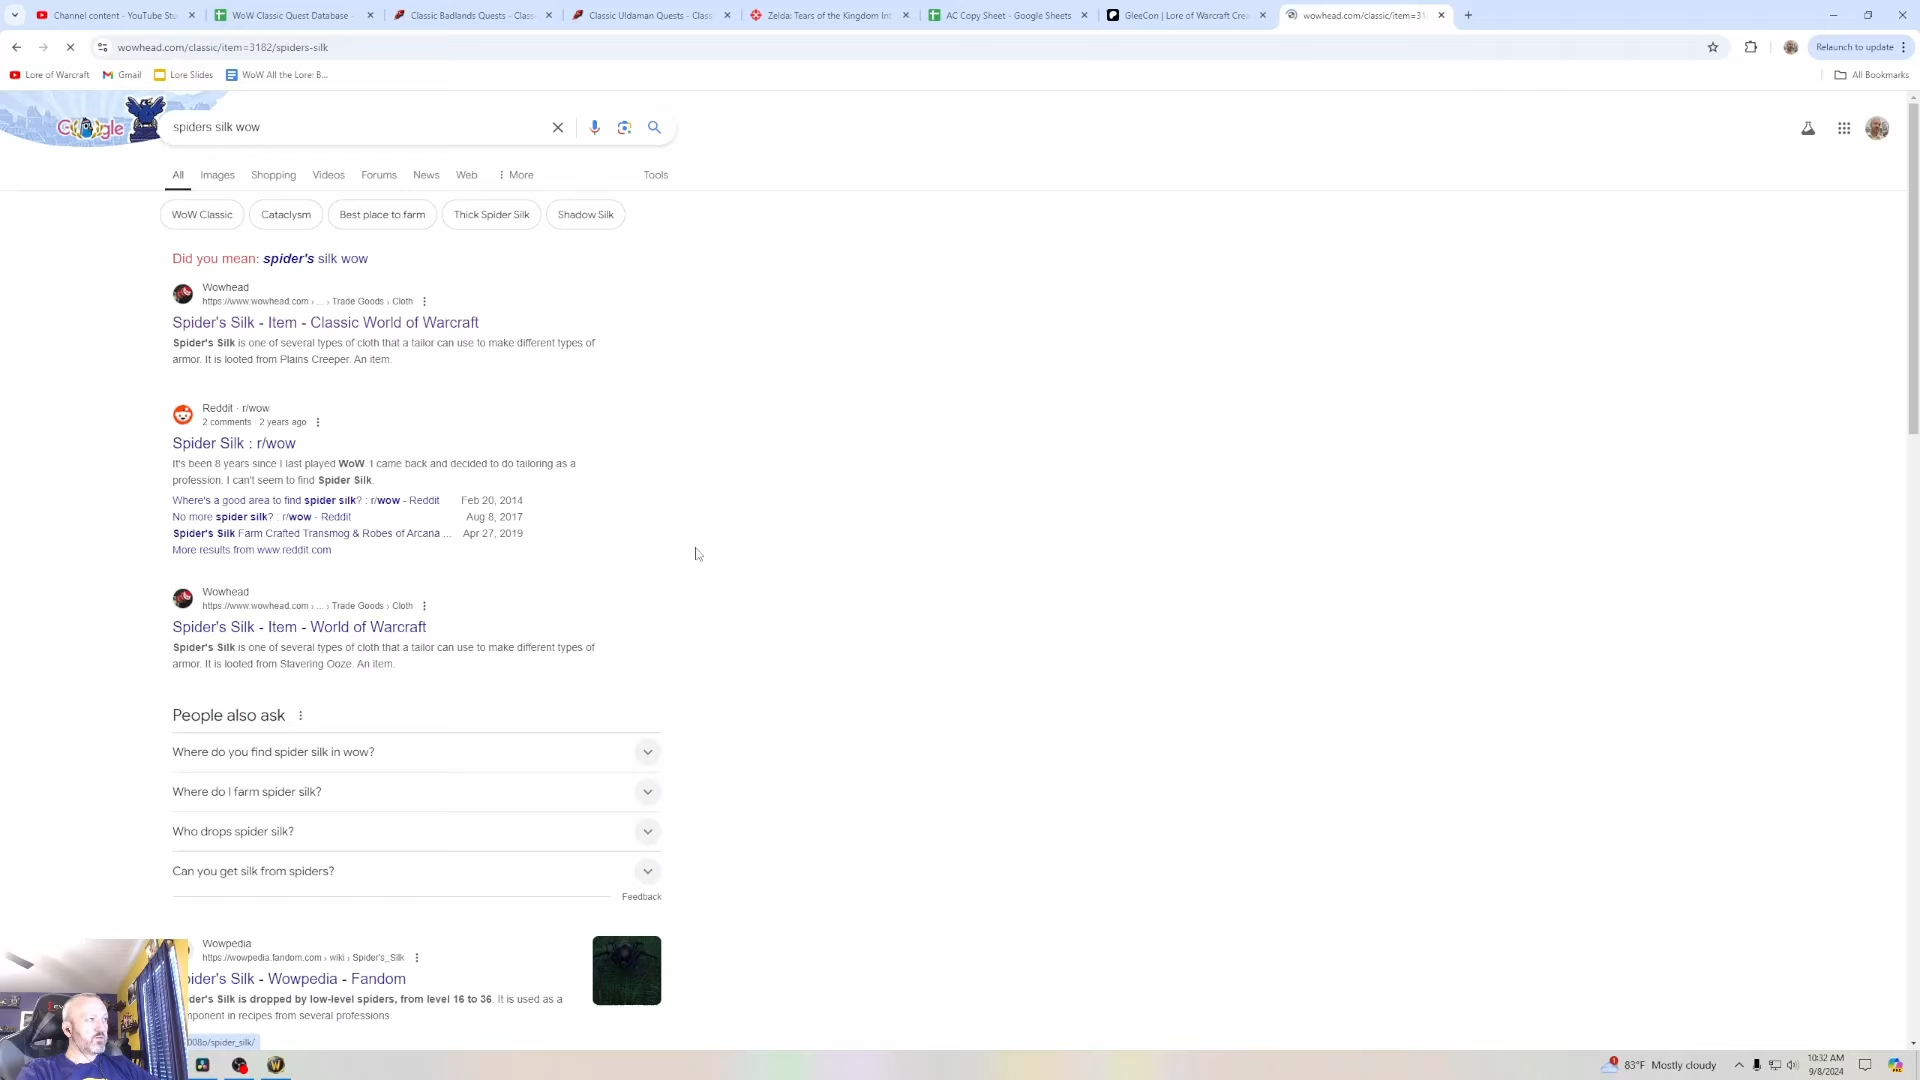 Channel content - YouTube Stu
WoW Classic Quest Database -
Classic Badlands Quests - Class
Classic Uldaman Quests - Class
Zelda: Tears of the Kingdom Int
AC Copy Sheet - Google Sheets
GleeCon | Lore of Warcraft Crea
wowhead.com/classic/item=31
wowhead.com/classic/item=3182/spiders-silk
Relaunch to update
Lore of Warcraft
Gmail
Lore Slides
WoW All the Lore: B...
All Bookmarks
Google
spiders silk wow
All Images Shopping Videos Forums News Web More Tools
WoW Classic
Cataclysm
Best place to farm
Thick Spider Silk
Shadow Silk
Did you mean: spider's silk wow
Wowhead
https://www.wowhead.com › ... › Trade Goods › Cloth
Spider's Silk - Item - Classic World of Warcraft
Spider's Silk is one of several types of cloth that a tailor can use to make different types of
armor. It is looted from Plains Creeper. An item.
Reddit · r/wow
2 comments · 2 years ago
Spider Silk : r/wow
It's been 8 years since I last played WoW. I came back and decided to do tailoring as a
profession. I can't seem to find Spider Silk.
Where's a good area to find spider silk? : r/wow - Reddit Feb 20, 2014
No more spider silk? : r/wow - Reddit Aug 8, 2017
Spider's Silk Farm Crafted Transmog & Robes of Arcana ... Apr 27, 2019
More results from www.reddit.com
Wowhead
https://www.wowhead.com › ... › Trade Goods › Cloth
Spider's Silk - Item - World of Warcraft
Spider's Silk is one of several types of cloth that a tailor can use to make different types of
armor. It is looted from Slavering Ooze. An item.
People also ask
Where do you find spider silk in wow?
Where do I farm spider silk?
Who drops spider silk?
Can you get silk from spiders?
Feedback
Wowpedia
https://wowpedia.fandom.com › wiki › Spider's_Silk
ider's Silk - Wowpedia - Fandom
der's Silk is dropped by low-level spiders, from level 16 to 36. It is used as a
ponent in recipes from several professions.
008o/spider_silk/
1
83°F Mostly cloudy
10:32 AM
9/8/2024